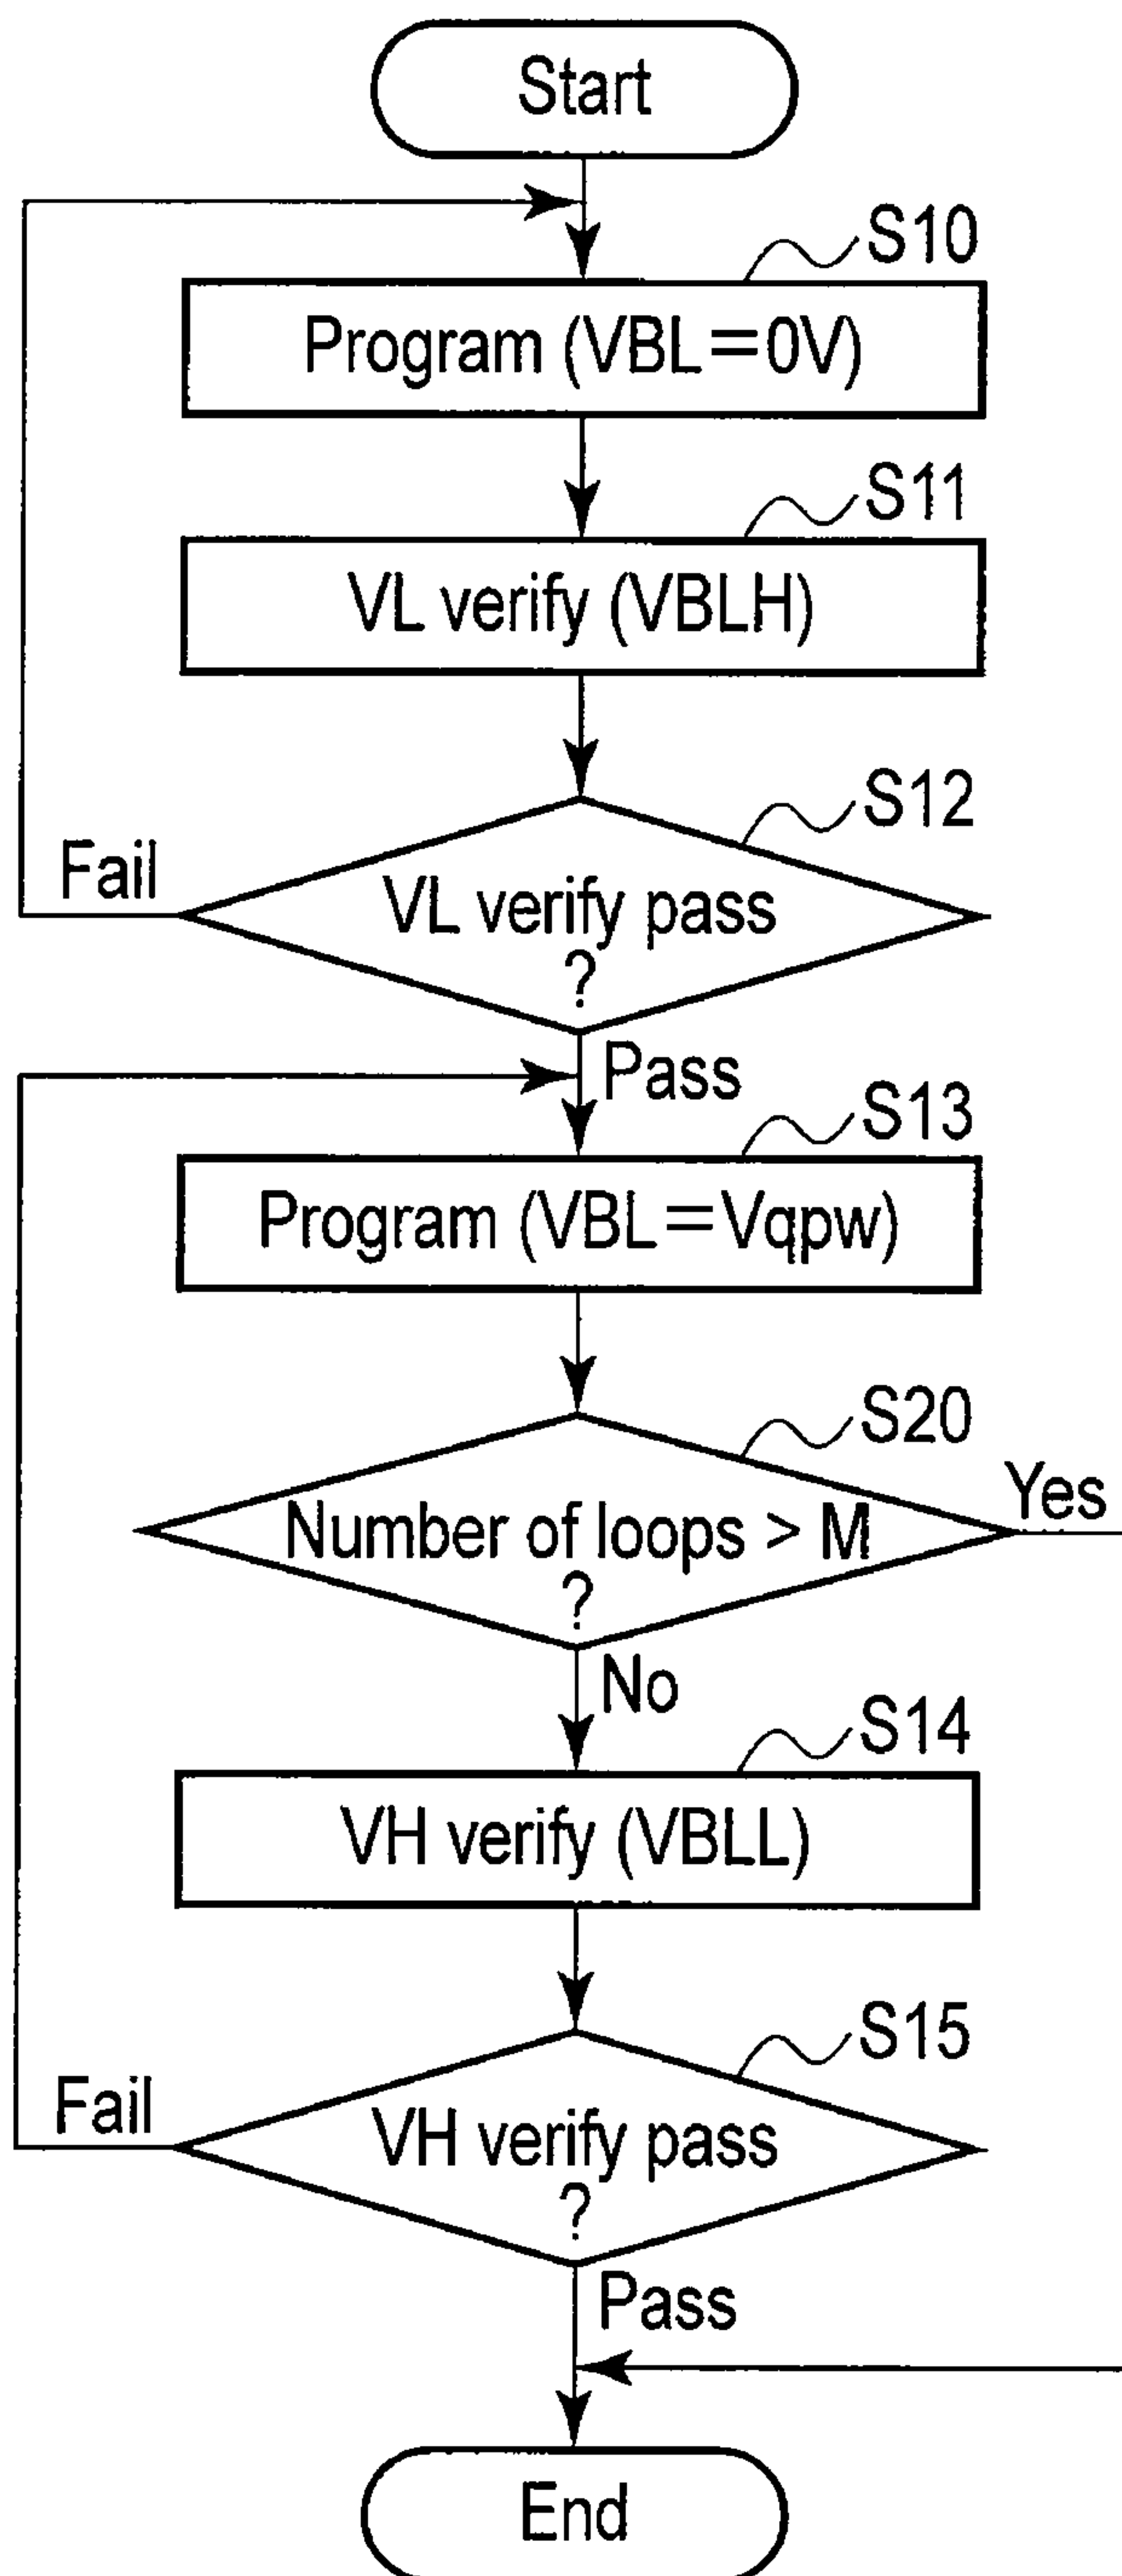 Start
S10
Program (VBL=0V)
S11
VL verify (VBLH)
S12
Fail
VL verify pass
?
Pass
S13
Program (VBL=Vqpw)
S20
Yes
Number of loops > M
?
No
S14
VH verify (VBLL)
S15
Fail
VH verify pass
?
Pass
End